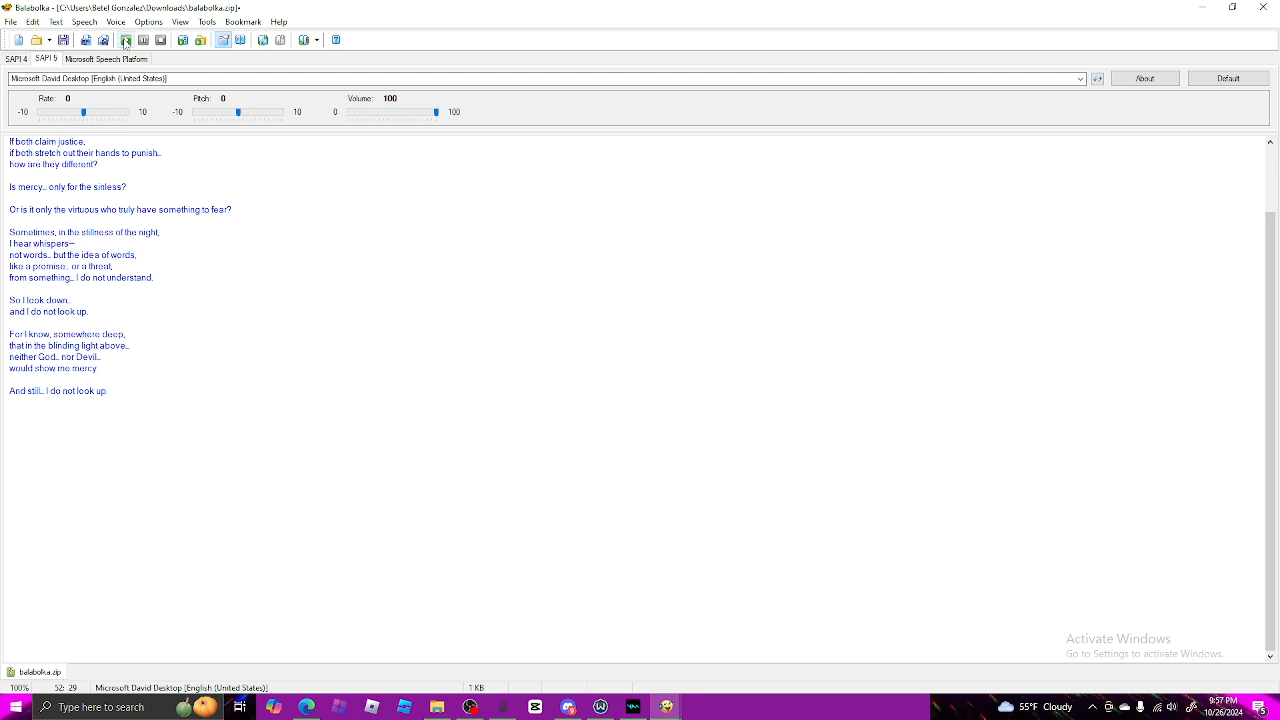 Balabolka - [C:\Users\Betel Gonzalez\Downloads\balabolka.zip]*
File Edit Text Speech Voice Options View Tools Bookmark Help
SAPI 4 SAPI 5 Microsoft Speech Platform
Microsoft David Desktop [English (United States)] About Default
Rate: 0 Pitch: 0 Volume: 100
-10 10 -10 10 0 100
If both claim justice,
if both stretch out their hands to punish...
how are they different?
Is mercy... only for the sinless?
Or is it only the virtuous who truly have something to fear?
Sometimes, in the stillness of the night,
I hear whispers—
not words... but the idea of words,
like a promise... or a threat,
from something... I do not understand.
So I look down...
and I do not look up.
For I know, somewhere deep,
that in the blinding light above...
neither God... nor Devil...
would show me mercy.
And still... I do not look up.
Activate Windows
Go to Settings to activate Windows.
balabolka.zip
100% 52: 29 Microsoft David Desktop [English (United States)] 1 KB
Type here to search 55°F Cloudy 9:57 PM
10/26/2024 3